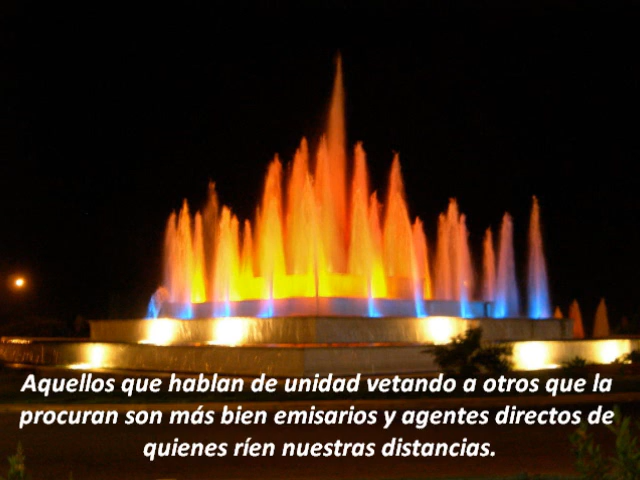 Aquellos que hablan de unidad vetando a otros que la
procuran son más bien emisarios y agentes directos de
quienes ríen nuestras distancias.